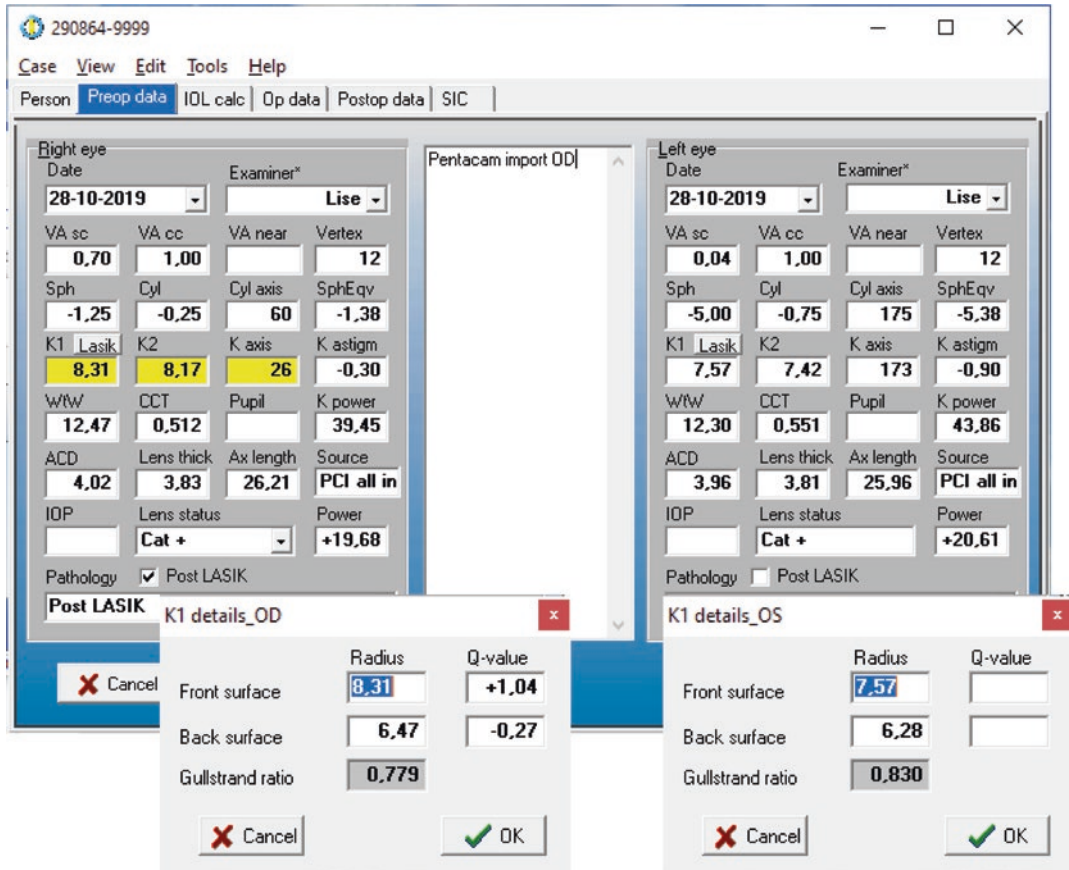 290864-9999
Case View Edit Tools Help
Person Preop data IOL calc Op data Postop data SIC
Right eye
Date Examiner*
28-10-2019 Lise
VA sc VA cc VA near Vertex
0,70 1,00 12
Sph Cyl Cyl axis SphEqv
-1,25 -0,25 60 -1,38
K1 Lasik K2 K axis K astigm
8,31 8,17 26 -0,30
WtW CCT Pupil K power
12,47 0,512 39,45
ACD Lens thick Ax length Source
4,02 3,83 26,21 PCI all in
IOP Lens status Power
Cat + +19,68
Pathology Post LASIK
Post LASIK
Cancel
Pentacam import OD
Left eye
Date Examiner*
28-10-2019 Lise
VA sc VA cc VA near Vertex
0,04 1,00 12
Sph Cyl Cyl axis SphEqv
-5,00 -0,75 175 -5,38
K1 Lasik K2 K axis K astigm
7,57 7,42 173 -0,90
WtW CCT Pupil K power
12,30 0,551 43,86
ACD Lens thick Ax length Source
3,96 3,81 25,96 PCI all in
IOP Lens status Power
Cat + +20,61
Pathology Post LASIK
K1 details_OD
Radius Q-value
Front surface 8,31 +1,04
Back surface 6,47 -0,27
Gullstrand ratio 0,779
Cancel OK
K1 details_OS
Radius Q-value
Front surface 7,57
Back surface 6,28
Gullstrand ratio 0,830
Cancel OK